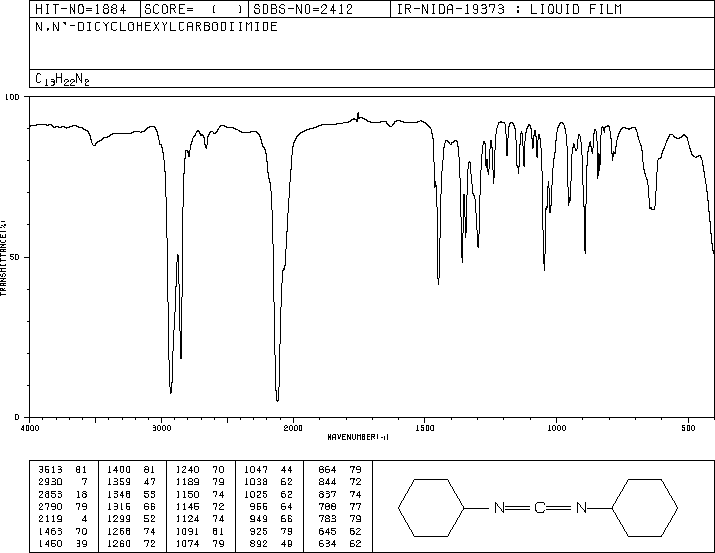 HIT-NO=1884 SCORE= ( ) SDBS-NO=2412 IR-NIDA-19373 : LIQUID FILM
N,N'-DICYCLOHEXYLCARBODIIMIDE
C13H22N2
100
50
0
TRANSMITTANCE(%)
4000 3000 2000 1500 1000 500
WAVENUMBER(-1)
3513 81 1400 81 1240 70 1047 44 864 79
2930 7 1359 47 1189 79 1038 62 844 72
2853 18 1348 55 1150 74 1025 62 837 74
2790 79 1316 66 1145 72 955 64 788 77
2119 4 1299 52 1124 74 949 66 783 79
1463 70 1268 74 1091 81 925 79 645 62
1450 39 1260 72 1074 79 892 49 634 62
N C N